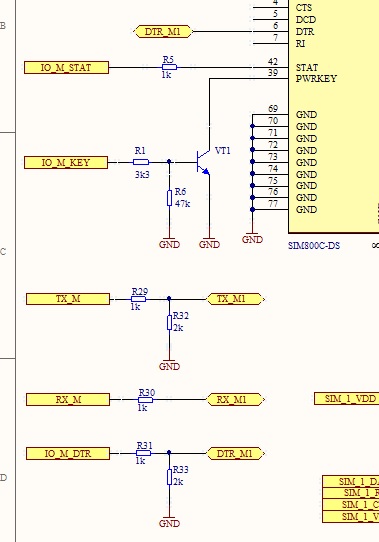 4 CTS
5 DCD
B
DTR_M1 6 DTR
7 RI
R5
IO_M_STAT 42 STAT
1k
39 PWRKEY
69 GND
70 GND
71 GND
R1 VT1 72 GND
IO_M_KEY 73 GND
3k3 74 GND
R6 75 GND
47k 76 GND
77 GND
GND GND GND
SIM800C-DS
C
R29
TX_M TX_M1
1k
R32
2k
GND
R30
RX_M RX_M1 SIM_1_VDD
1k
R31
IO_M_DTR DTR_M1
1k
R33
D 2k
SIM_1_DA
SIM_1_R
SIM_1_C
SIM_1_V
GND